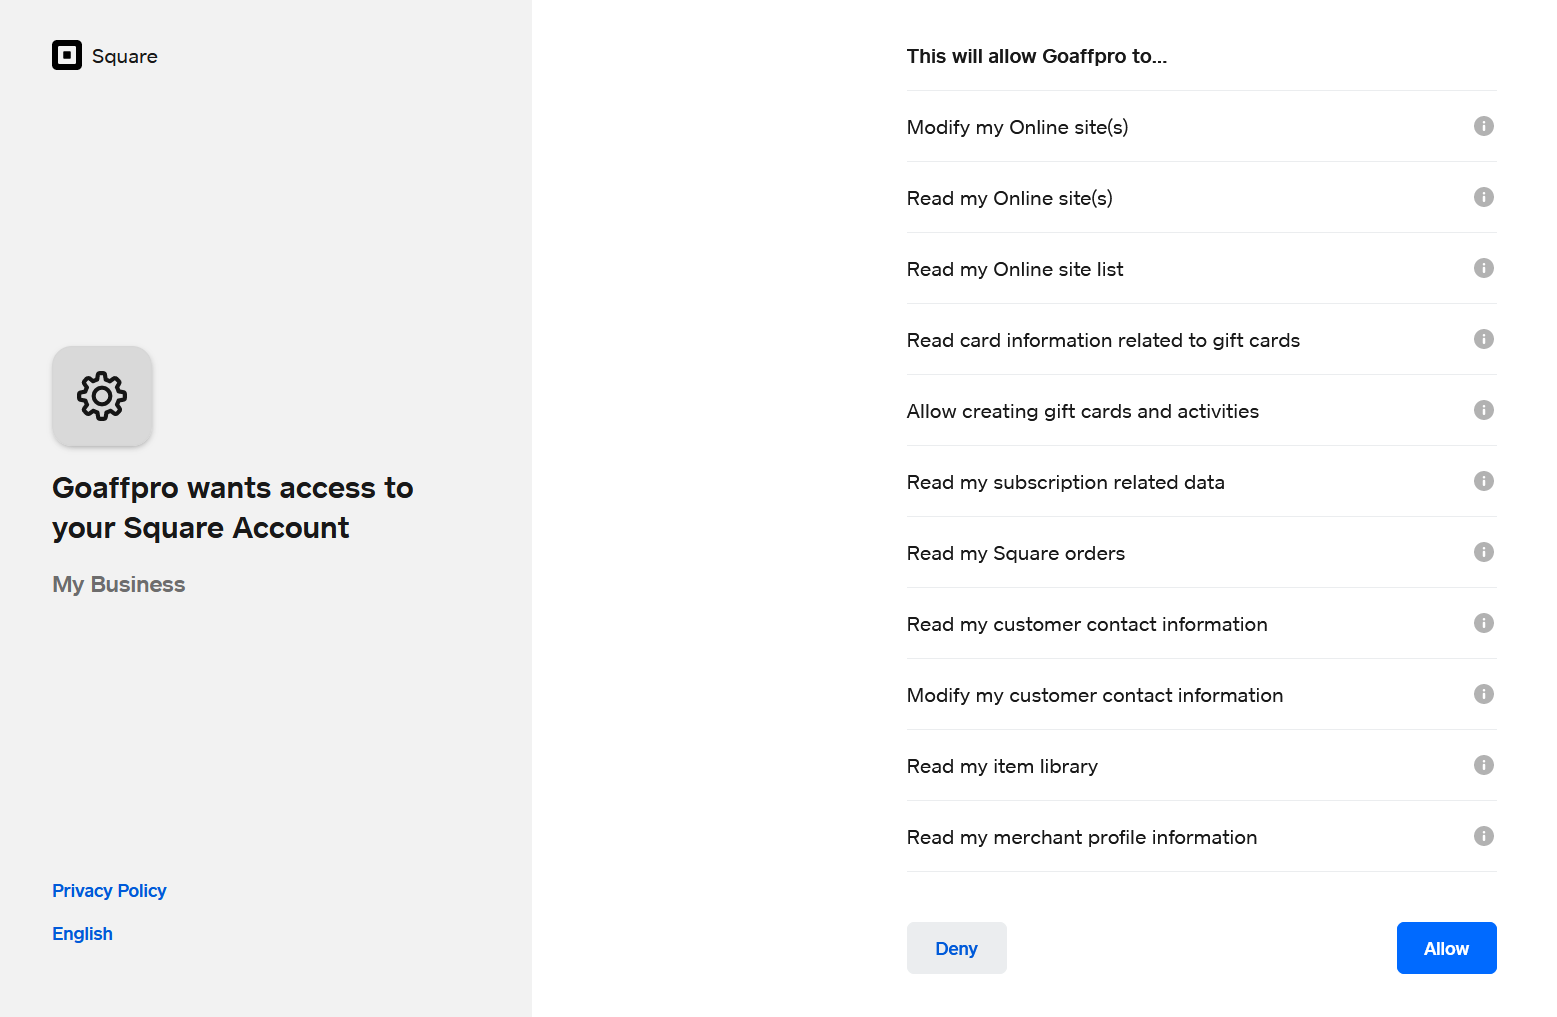 Square
Goaffpro wants access to
your Square Account
My Business
Privacy Policy
English
This will allow Goaffpro to...
Modify my Online site(s)
Read my Online site(s)
Read my Online site list
Read card information related to gift cards
Allow creating gift cards and activities
Read my subscription related data
Read my Square orders
Read my customer contact information
Modify my customer contact information
Read my item library
Read my merchant profile information
Deny
Allow